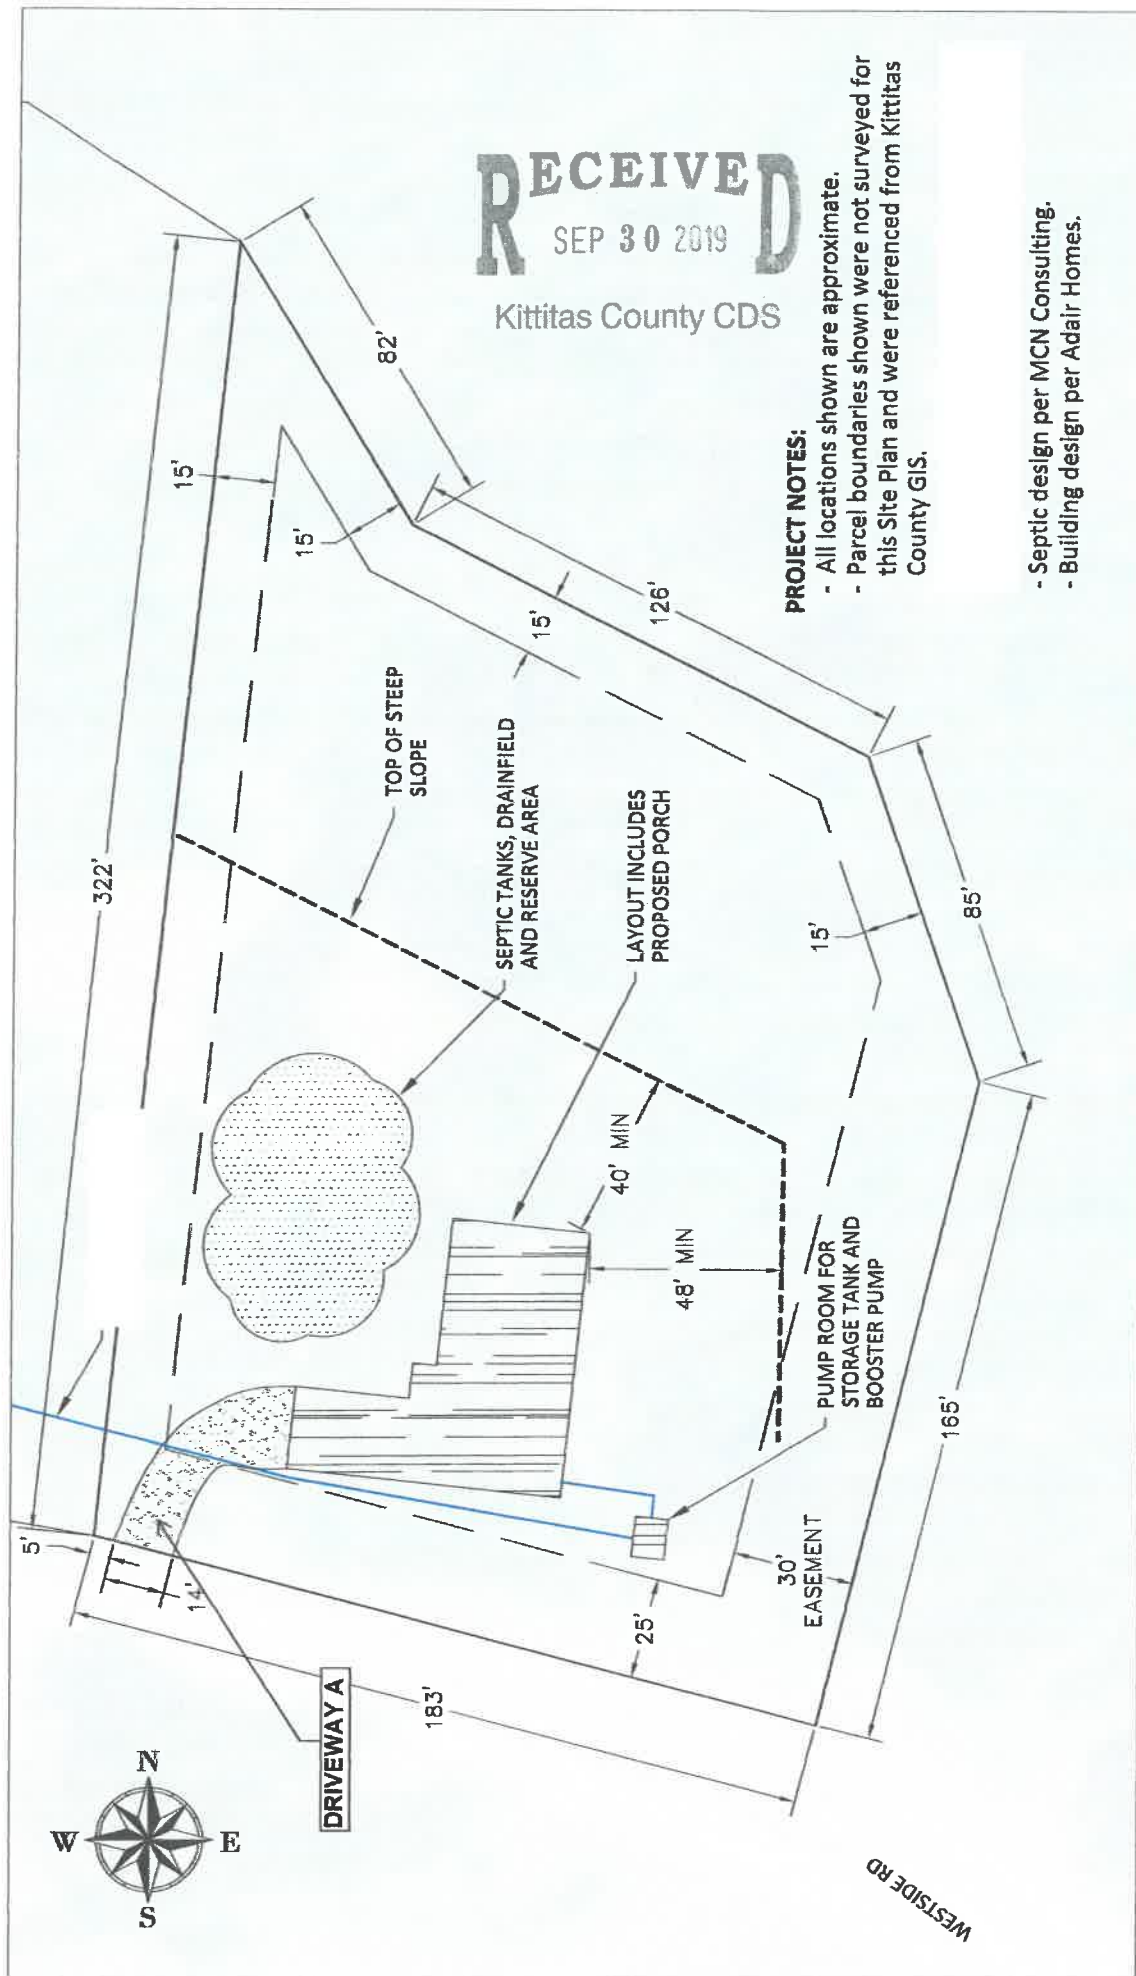 322'
15'
82'
15'
15'
126'
TOP OF STEEP
SLOPE
SEPTIC TANKS, DRAINFIELD
AND RESERVE AREA
LAYOUT INCLUDES
PROPOSED PORCH
15'
85'
40' MIN
48' MIN
PUMP ROOM FOR
STORAGE TANK AND
BOOSTER PUMP
165'
5'
14'
25'
30'
EASEMENT
183'
DRIVEWAY A
N
W
E
S
WESTSIDE RD
RECEIVED
SEP 30 2019
Kittitas County CDS
PROJECT NOTES:
- All locations shown are approximate.
- Parcel boundaries shown were not surveyed for
this Site Plan and were referenced from Kittitas
County GIS.
- Septic design per MCN Consulting.
- Building design per Adair Homes.